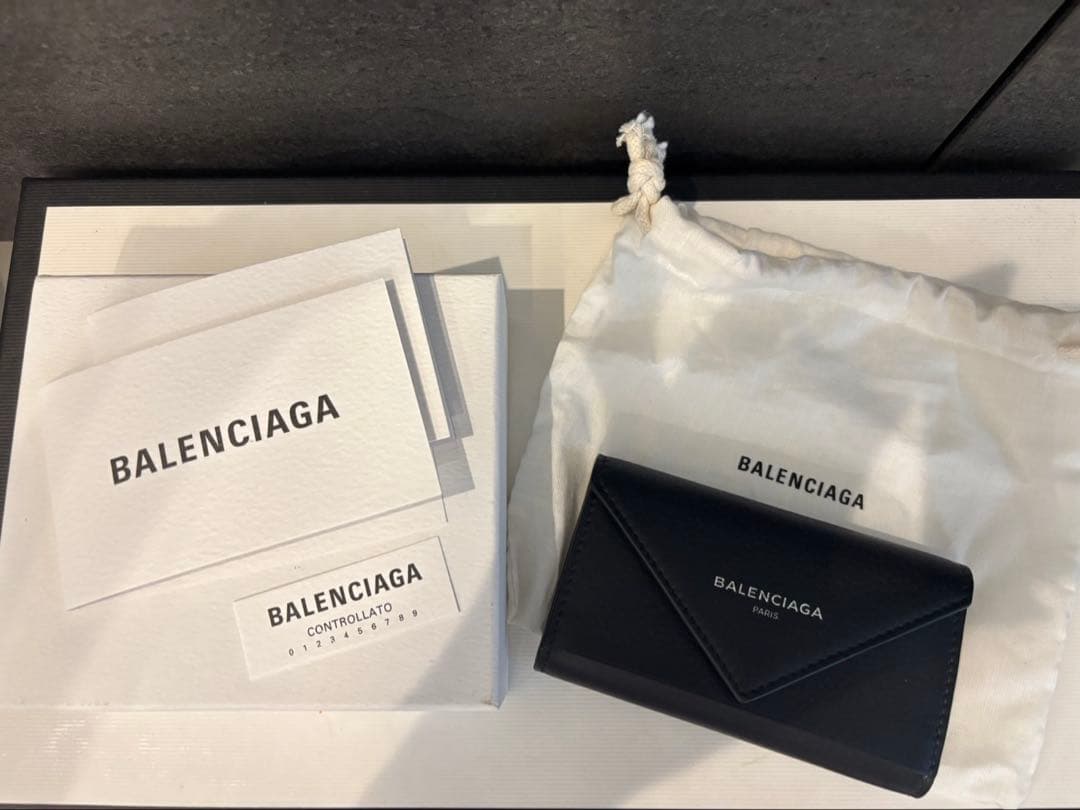 BALENCIAGA
BALENCIAGA
CONTROLLATO
0 1 2 3 4 5 6 7 8 9
BALENCIAGA
BALENCIAGA
PARIS